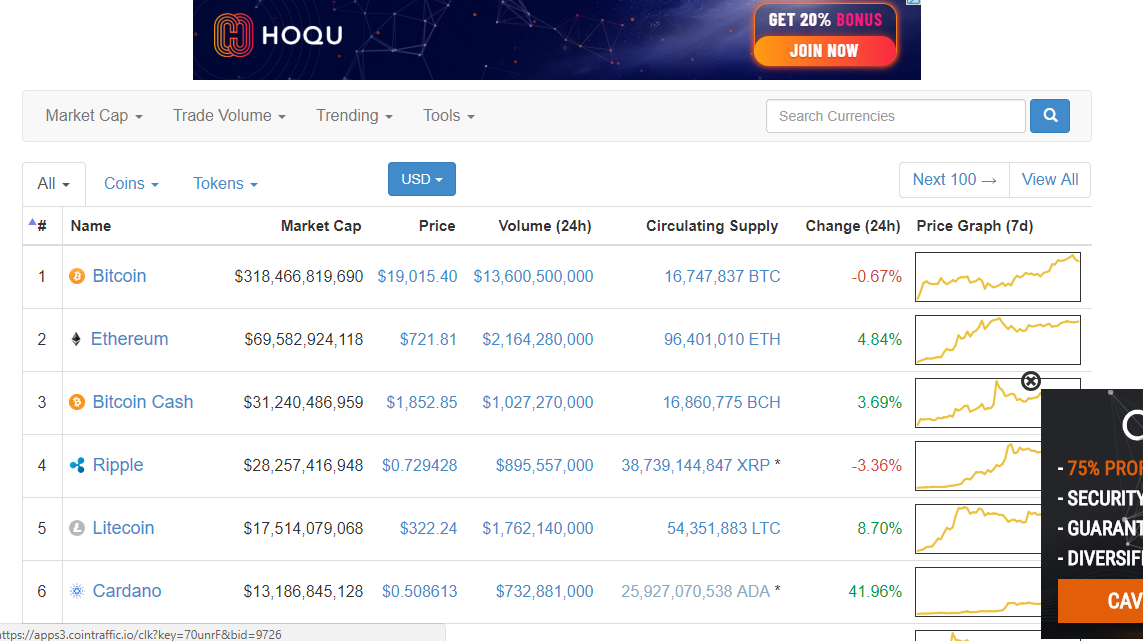 HOQU
GET 20% BONUS
JOIN NOW
Market Cap Trade Volume Trending Tools Search Currencies
All Coins Tokens USD Next 100 → View All
# Name Market Cap Price Volume (24h) Circulating Supply Change (24h) Price Graph (7d)
1 Bitcoin $318,466,819,690 $19,015.40 $13,600,500,000 16,747,837 BTC -0.67%
2 Ethereum $69,582,924,118 $721.81 $2,164,280,000 96,401,010 ETH 4.84%
3 Bitcoin Cash $31,240,486,959 $1,852.85 $1,027,270,000 16,860,775 BCH 3.69%
4 Ripple $28,257,416,948 $0.729428 $895,557,000 38,739,144,847 XRP * -3.36%
5 Litecoin $17,514,079,068 $322.24 $1,762,140,000 54,351,883 LTC 8.70%
6 Cardano $13,186,845,128 $0.508613 $732,881,000 25,927,070,538 ADA * 41.96%
- 75% PROF
- SECURITY
- GUARANT
- DIVERSIF
CAV
ttps://apps3.cointraffic.io/clk?key=70unrF&bid=9726